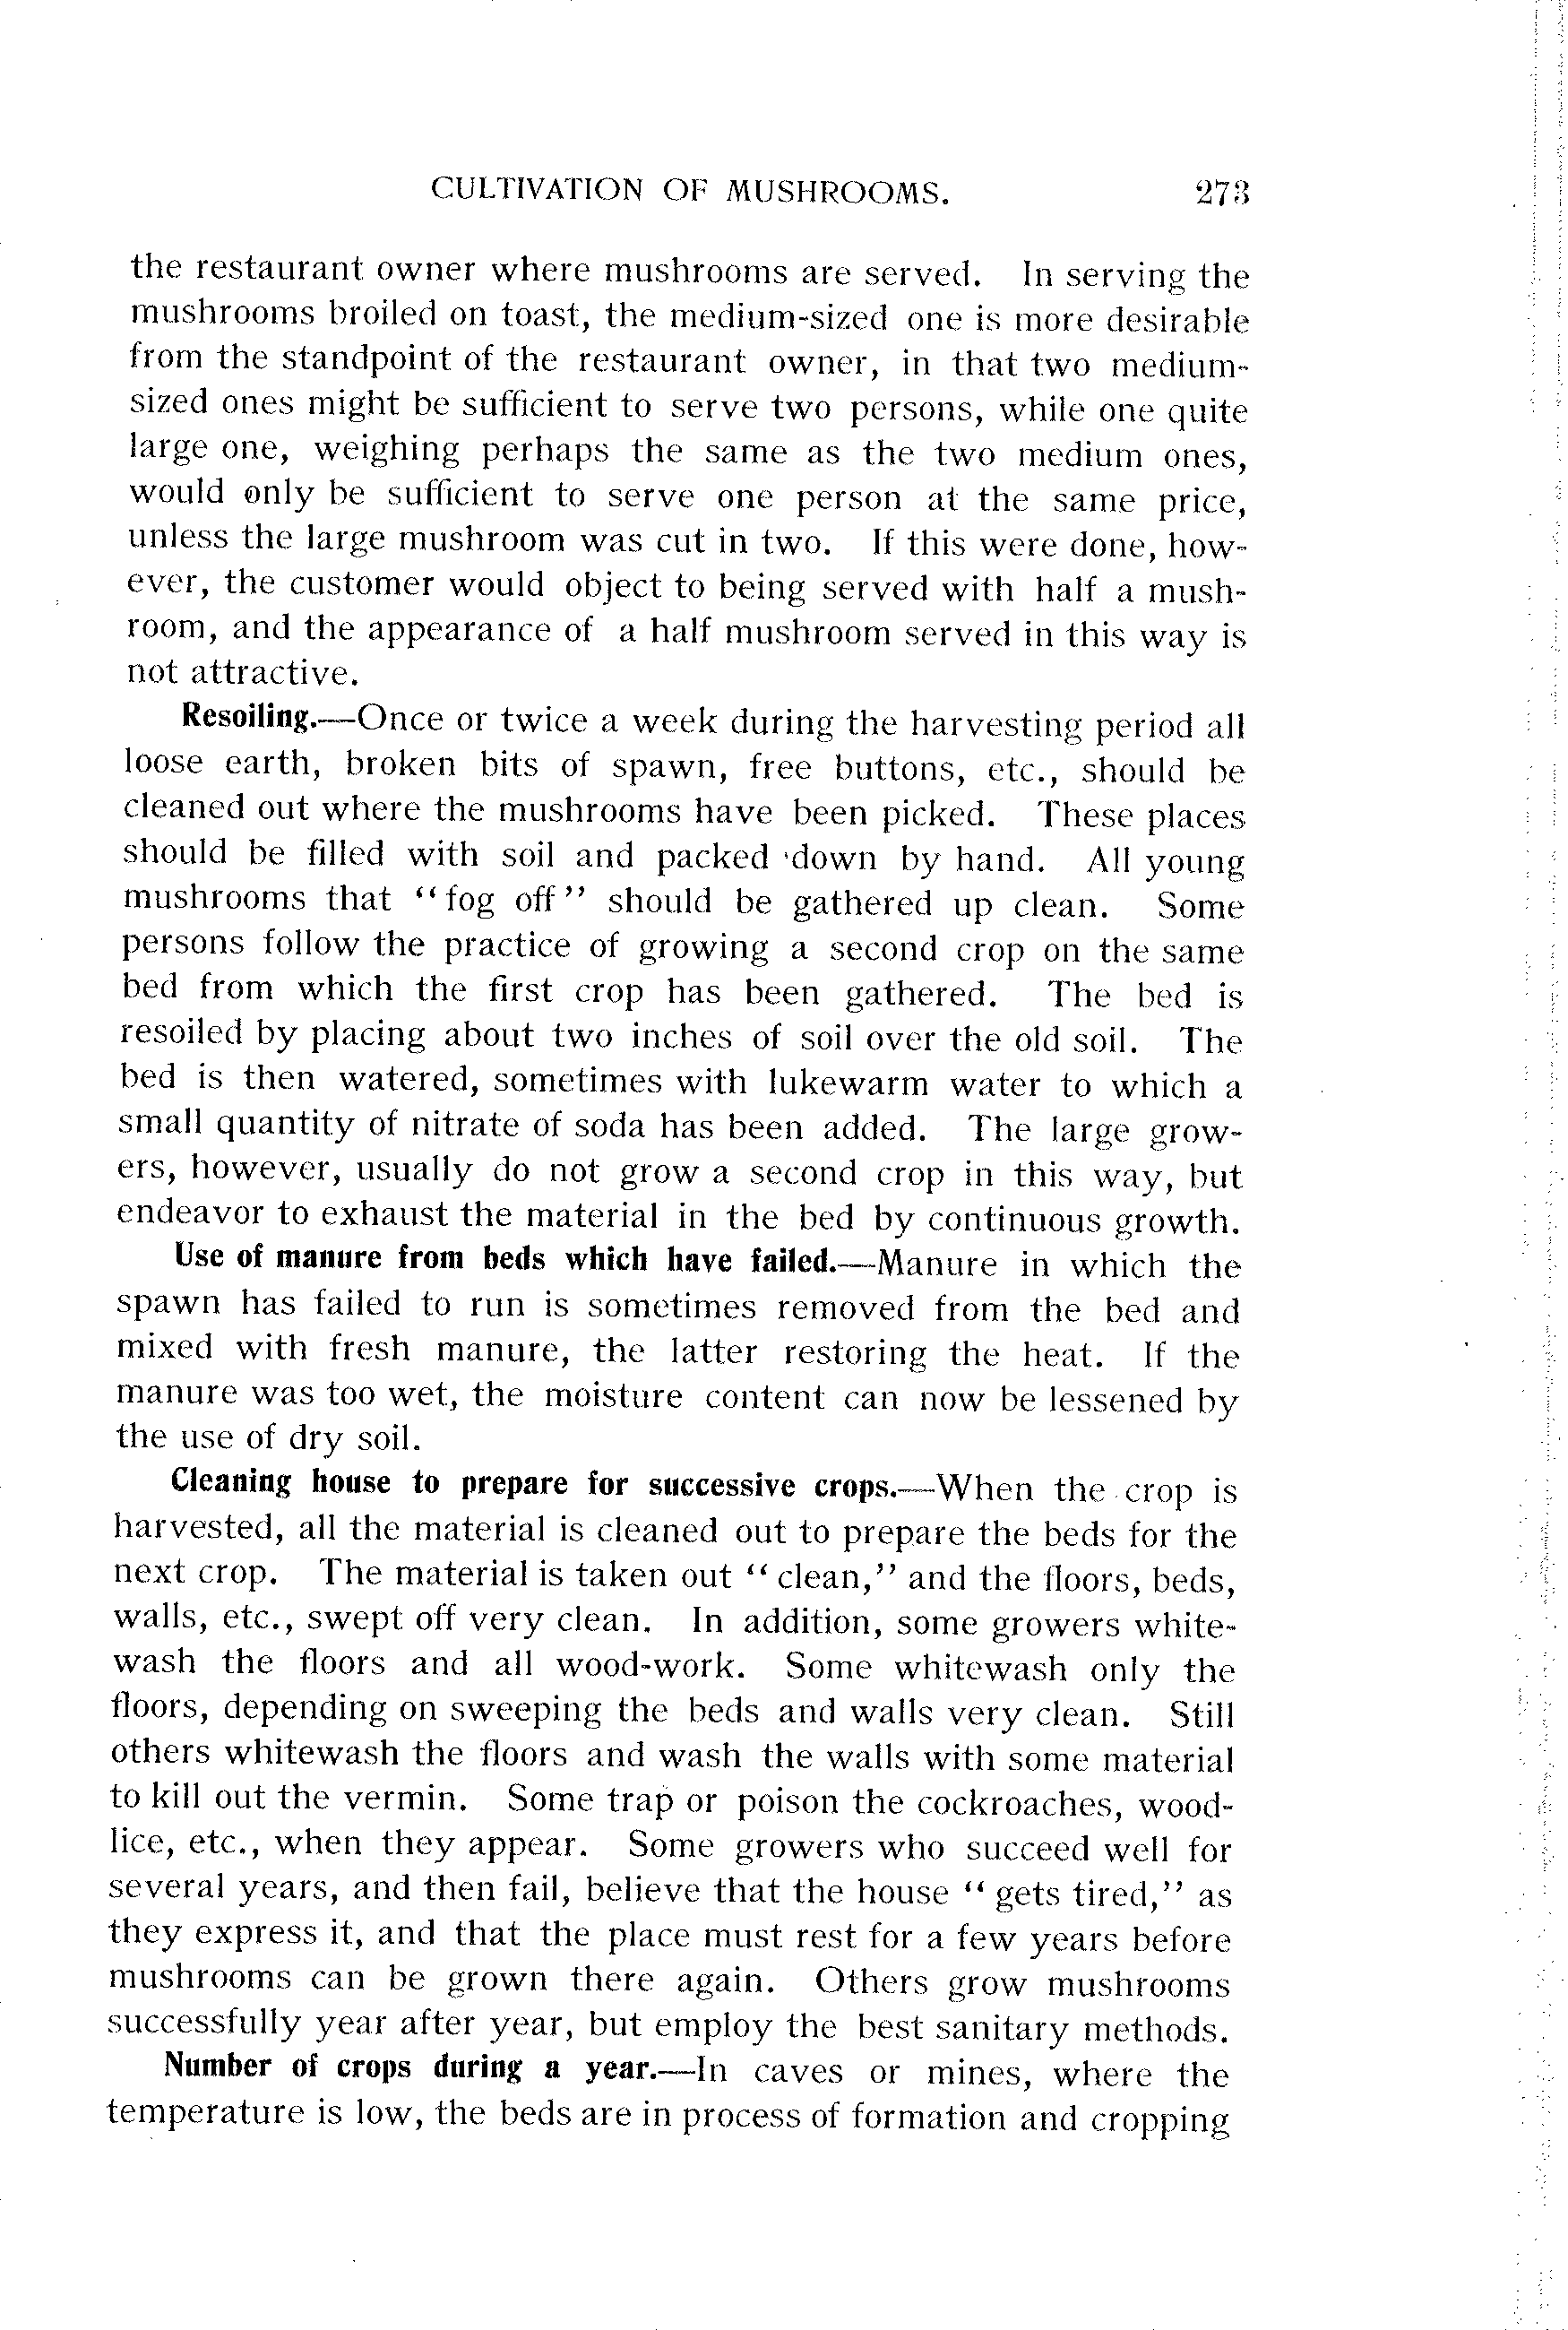 CULTIVATION OF MUSHROOMS. 273
the restaurant owner where mushrooms are served. In serving the
mushrooms broiled on toast, the medium-sized one is more desirable
from the standpoint of the restaurant owner, in that two medium-
sized ones might be sufficient to serve two persons, while one quite
large one, weighing perhaps the same as the two medium ones,
would only be sufficient to serve one person at the same price,
unless the large mushroom was cut in two. If this were done, how-
ever, the customer would object to being served with half a mush-
room, and the appearance of a half mushroom served in this way is
not attractive.
Resoiling.—Once or twice a week during the harvesting period all
loose earth, broken bits of spawn, free buttons, etc., should be
cleaned out where the mushrooms have been picked. These places
should be filled with soil and packed down by hand. All young
mushrooms that "fog off" should be gathered up clean. Some
persons follow the practice of growing a second crop on the same
bed from which the first crop has been gathered. The bed is
resoiled by placing about two inches of soil over the old soil. The
bed is then watered, sometimes with lukewarm water to which a
small quantity of nitrate of soda has been added. The large grow-
ers, however, usually do not grow a second crop in this way, but
endeavor to exhaust the material in the bed by continuous growth.
Use of manure from beds which have failed.—Manure in which the
spawn has failed to run is sometimes removed from the bed and
mixed with fresh manure, the latter restoring the heat. If the
manure was too wet, the moisture content can now be lessened by
the use of dry soil.
Cleaning house to prepare for successive crops.—When the crop is
harvested, all the material is cleaned out to prepare the beds for the
next crop. The material is taken out "clean," and the floors, beds,
walls, etc., swept off very clean. In addition, some growers white-
wash the floors and all wood-work. Some whitewash only the
floors, depending on sweeping the beds and walls very clean. Still
others whitewash the floors and wash the walls with some material
to kill out the vermin. Some trap or poison the cockroaches, wood-
lice, etc., when they appear. Some growers who succeed well for
several years, and then fail, believe that the house "gets tired," as
they express it, and that the place must rest for a few years before
mushrooms can be grown there again. Others grow mushrooms
successfully year after year, but employ the best sanitary methods.
Number of crops during a year.—In caves or mines, where the
temperature is low, the beds are in process of formation and cropping